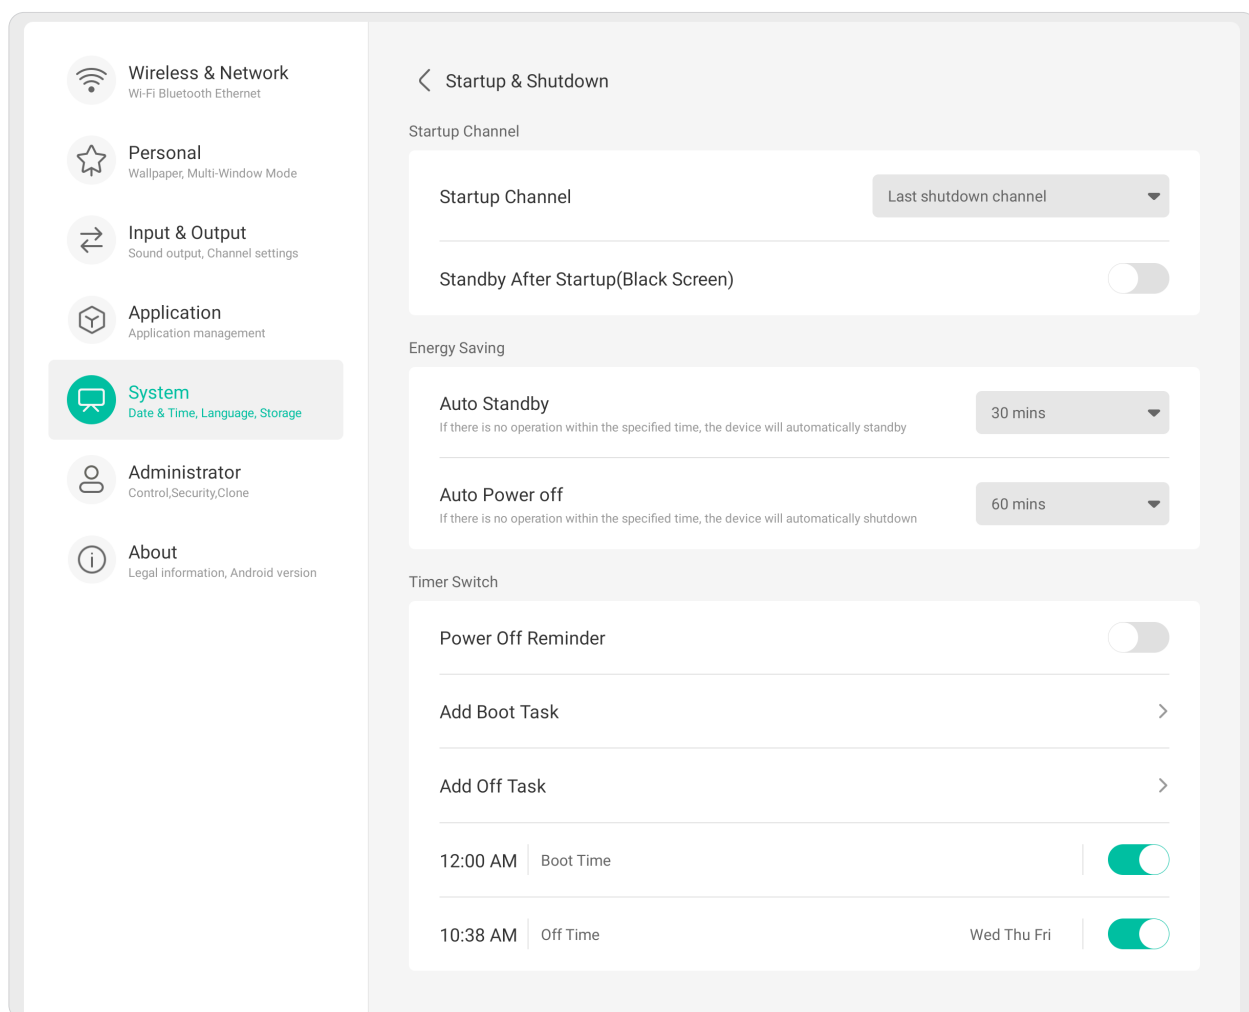 Wireless & Network
Wi-Fi Bluetooth Ethernet
Personal
Wallpaper, Multi-Window Mode
Input & Output
Sound output, Channel settings
Application
Application management
System
Date & Time, Language, Storage
Administrator
Control,Security,Clone
About
Legal information, Android version
Startup & Shutdown
Startup Channel
Startup Channel
Last shutdown channel
Standby After Startup(Black Screen)
Energy Saving
Auto Standby
If there is no operation within the specified time, the device will automatically standby
30 mins
Auto Power off
If there is no operation within the specified time, the device will automatically shutdown
60 mins
Timer Switch
Power Off Reminder
Add Boot Task
Add Off Task
12:00 AM Boot Time
10:38 AM Off Time Wed Thu Fri